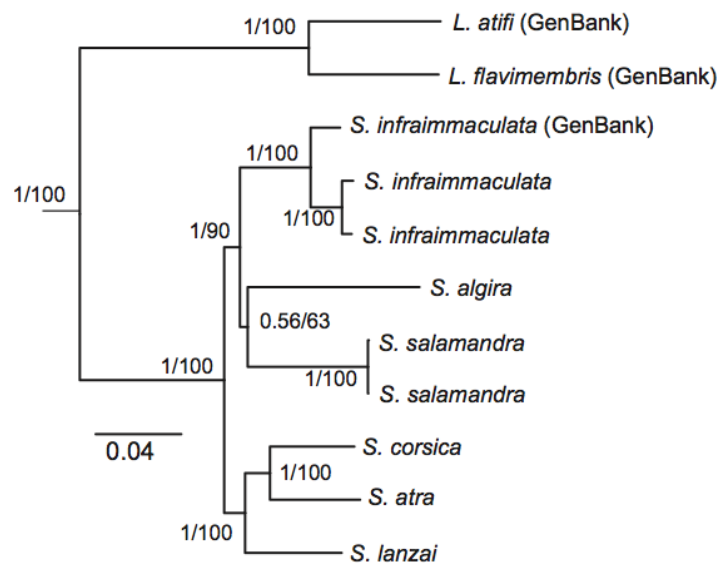 1/100
L. atifi (GenBank)
L. flavimembris (GenBank)
S. infraimmaculata (GenBank)
1/100
S. infraimmaculata
1/100
1/100
S. infraimmaculata
1/90
S. algira
0.56/63
S. salamandra
1/100
1/100
S. salamandra
0.04
S. corsica
1/100
S. atra
1/100
S. lanzai